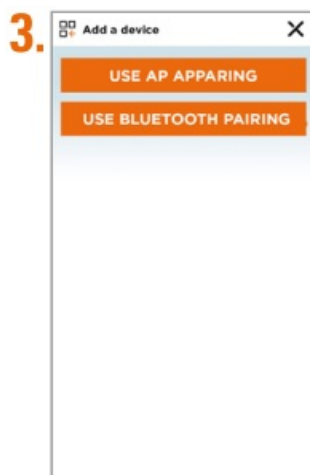 3.
Add a device
USE AP APPARING
USE BLUETOOTH PAIRING